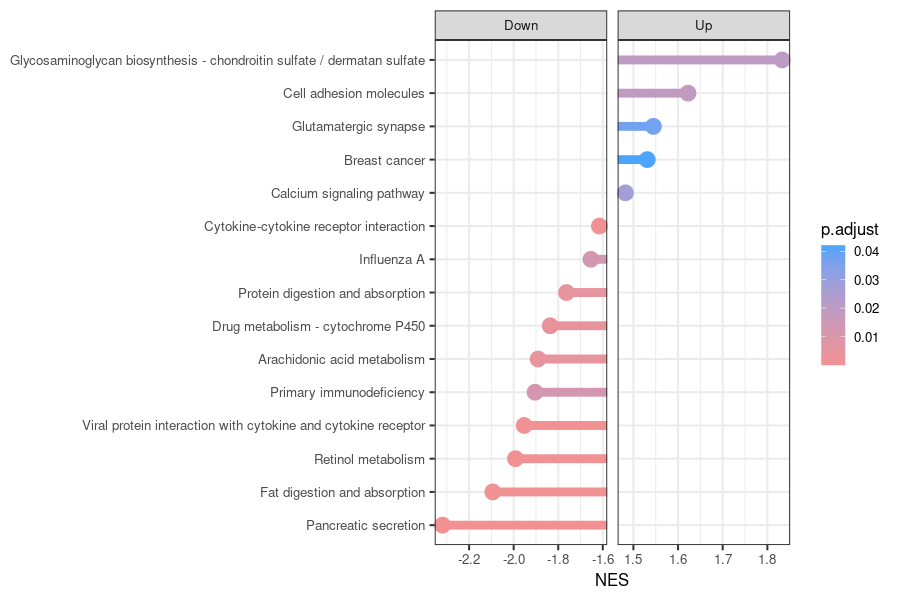 Down
Up
Glycosaminoglycan biosynthesis - chondroitin sulfate / dermatan sulfate
Cell adhesion molecules
Glutamatergic synapse
Breast cancer
Calcium signaling pathway
Cytokine-cytokine receptor interaction
Influenza A
Protein digestion and absorption
Drug metabolism - cytochrome P450
Arachidonic acid metabolism
Primary immunodeficiency
Viral protein interaction with cytokine and cytokine receptor
Retinol metabolism
Fat digestion and absorption
Pancreatic secretion
-2.2 -2.0 -1.8 -1.6 1.5 1.6 1.7 1.8
NES
p.adjust
0.04
0.03
0.02
0.01